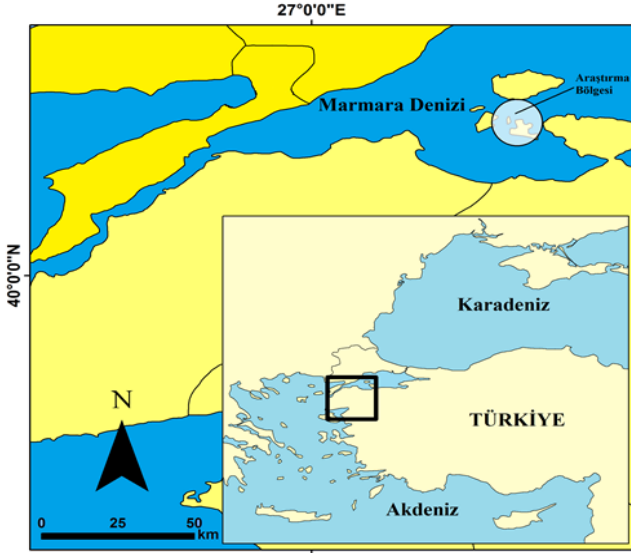 27°0'0"E
Araştırma
Bölgesi
Marmara Denizi
40°0'0"N
Karadeniz
TÜRKİYE
Akdeniz
N
0 25 50
km